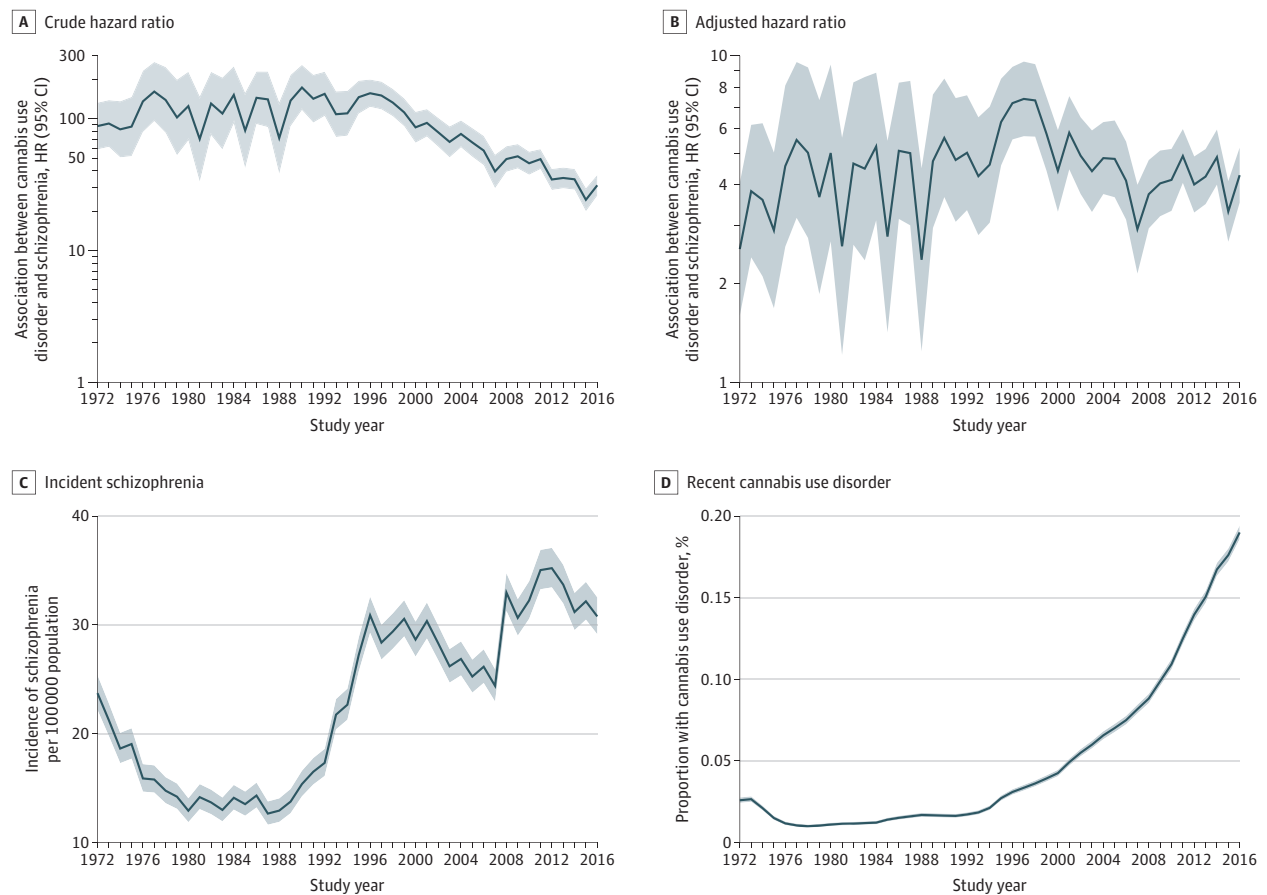 A Crude hazard ratio
Association between cannabis use
disorder and schizophrenia, HR (95% CI)
300
100
50
10
1
1972 1976 1980 1984 1988 1992 1996 2000 2004 2008 2012 2016
Study year
B Adjusted hazard ratio
Association between cannabis use
disorder and schizophrenia, HR (95% CI)
10
8
6
4
2
1
1972 1976 1980 1984 1988 1992 1996 2000 2004 2008 2012 2016
Study year
C Incident schizophrenia
Incidence of schizophrenia
per 100 000 population
40
30
20
10
1972 1976 1980 1984 1988 1992 1996 2000 2004 2008 2012 2016
Study year
D Recent cannabis use disorder
Proportion with cannabis use disorder, %
0.20
0.15
0.10
0.05
0
1972 1976 1980 1984 1988 1992 1996 2000 2004 2008 2012 2016
Study year